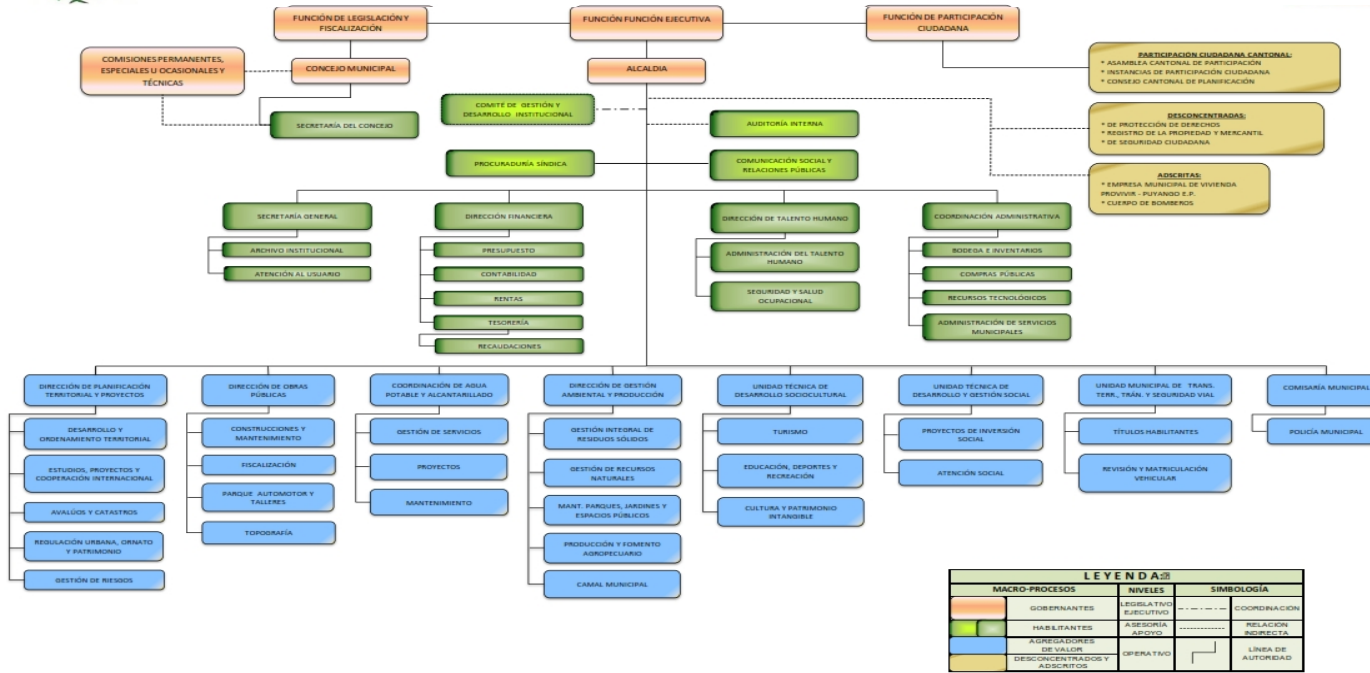 FUNCIÓN DE LEGISLACIÓN Y
FISCALIZACIÓN
FUNCIÓN FUNCIÓN EJECUTIVA
FUNCIÓN DE PARTICIPACIÓN
CIUDADANA
COMISIONES PERMANENTES,
ESPECIALES U OCASIONALES Y
TÉCNICAS
CONCEJO MUNICIPAL
ALCALDIA
PARTICIPACIÓN CIUDADANA CANTONAL:
* ASAMBLEA CANTONAL DE PARTICIPACIÓN
* INSTANCIAS DE PARTICIPACIÓN CIUDADANA
* CONSEJO CANTONAL DE PLANIFICACIÓN
COMITÉ DE GESTIÓN Y
DESARROLLO INSTITUCIONAL
SECRETARÍA DEL CONCEJO
AUDITORÍA INTERNA
DESCONCENTRADAS:
* DE PROTECCIÓN DE DERECHOS
* REGISTRO DE LA PROPIEDAD Y MERCANTIL
* DE SEGURIDAD CIUDADANA
PROCURADURÍA SÍNDICA
COMUNICACIÓN SOCIAL Y
RELACIONES PÚBLICAS
ADSCRITAS:
* EMPRESA MUNICIPAL DE VIVIENDA
PROVIVIR - PUYANGO E.P.
* CUERPO DE BOMBEROS
SECRETARÍA GENERAL
ARCHIVO INSTITUCIONAL
ATENCIÓN AL USUARIO
DIRECCIÓN FINANCIERA
PRESUPUESTO
CONTABILIDAD
RENTAS
TESORERÍA
RECAUDACIONES
DIRECCIÓN DE TALENTO HUMANO
ADMINISTRACIÓN DEL TALENTO
HUMANO
SEGURIDAD Y SALUD
OCUPACIONAL
COORDINACIÓN ADMINISTRATIVA
BODEGA E INVENTARIOS
COMPRAS PÚBLICAS
RECURSOS TECNOLÓGICOS
ADMINISTRACIÓN DE SERVICIOS
MUNICIPALES
DIRECCIÓN DE PLANIFICACIÓN
TERRITORIAL Y PROYECTOS
DESARROLLO Y
ORDENAMIENTO TERRITORIAL
ESTUDIOS, PROYECTOS Y
COOPERACIÓN INTERNACIONAL
AVALÚOS Y CATASTROS
REGULACIÓN URBANA, ORNATO
Y PATRIMONIO
GESTIÓN DE RIESGOS
DIRECCIÓN DE OBRAS
PÚBLICAS
CONSTRUCCIONES Y
MANTENIMIENTO
FISCALIZACIÓN
PARQUE AUTOMOTOR Y
TALLERES
TOPOGRAFÍA
COORDINACIÓN DE AGUA
POTABLE Y ALCANTARILLADO
GESTIÓN DE SERVICIOS
PROYECTOS
MANTENIMIENTO
DIRECCIÓN DE GESTIÓN
AMBIENTAL Y PRODUCCIÓN
GESTIÓN INTEGRAL DE
RESIDUOS SÓLIDOS
GESTIÓN DE RECURSOS
NATURALES
MANT. PARQUES, JARDINES Y
ESPACIOS PÚBLICOS
PRODUCCIÓN Y FOMENTO
AGROPECUARIO
CAMAL MUNICIPAL
UNIDAD TÉCNICA DE
DESARROLLO SOCIOCULTURAL
TURISMO
EDUCACIÓN, DEPORTES Y
RECREACIÓN
CULTURA Y PATRIMONIO
INTANGIBLE
UNIDAD TÉCNICA DE
DESARROLLO Y GESTIÓN SOCIAL
PROYECTOS DE INVERSIÓN
SOCIAL
ATENCIÓN SOCIAL
UNIDAD MUNICIPAL DE TRANS.
TERR., TRÁN. Y SEGURIDAD VIAL
TÍTULOS HABILITANTES
REVISIÓN Y MATRICULACIÓN
VEHICULAR
COMISARÍA MUNICIPAL
POLICÍA MUNICIPAL
LEYENDA:
MACRO-PROCESOS NIVELES SIMBOLOGÍA
GOBERNANTES LEGISLATIVO EJECUTIVO COORDINACIÓN
HABILITANTES ASESORÍA APOYO RELACIÓN INDIRECTA
AGREGADORES DE VALOR OPERATIVO LÍNEA DE AUTORIDAD
DESCONCENTRADOS Y ADSCRITOS